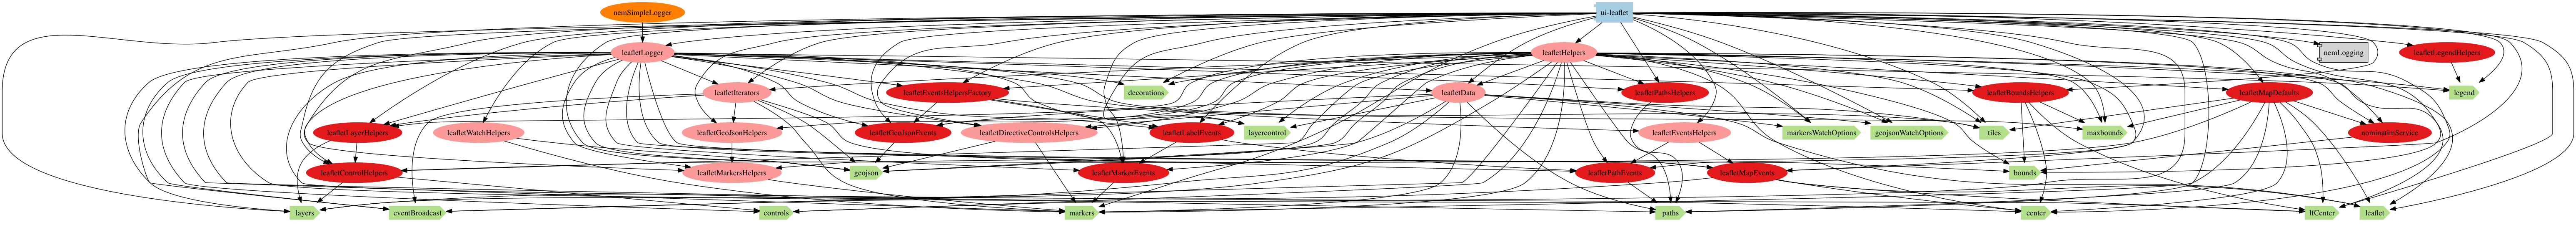 nemSimpleLogger
ui-leaflet
leafletLogger
leafletHelpers
nemLogging
leafletLegendHelpers
leafletIterators
leafletEventsHelpersFactory
decorations
leafletData
leafletPathsHelpers
leafletBoundsHelpers
leafletMapDefaults
legend
leafletLayerHelpers
leafletWatchHelpers
leafletGeoJsonHelpers
leafletGeoJsonEvents
leafletDirectiveControlsHelpers
leafletLabelEvents
layercontrol
leafletEventsHelpers
markersWatchOptions
geojsonWatchOptions
tiles
maxbounds
nominatimService
leafletControlHelpers
leafletMarkersHelpers
geojson
leafletMarkerEvents
leafletPathEvents
leafletMapEvents
bounds
layers
eventBroadcast
controls
markers
paths
center
lfCenter
leaflet